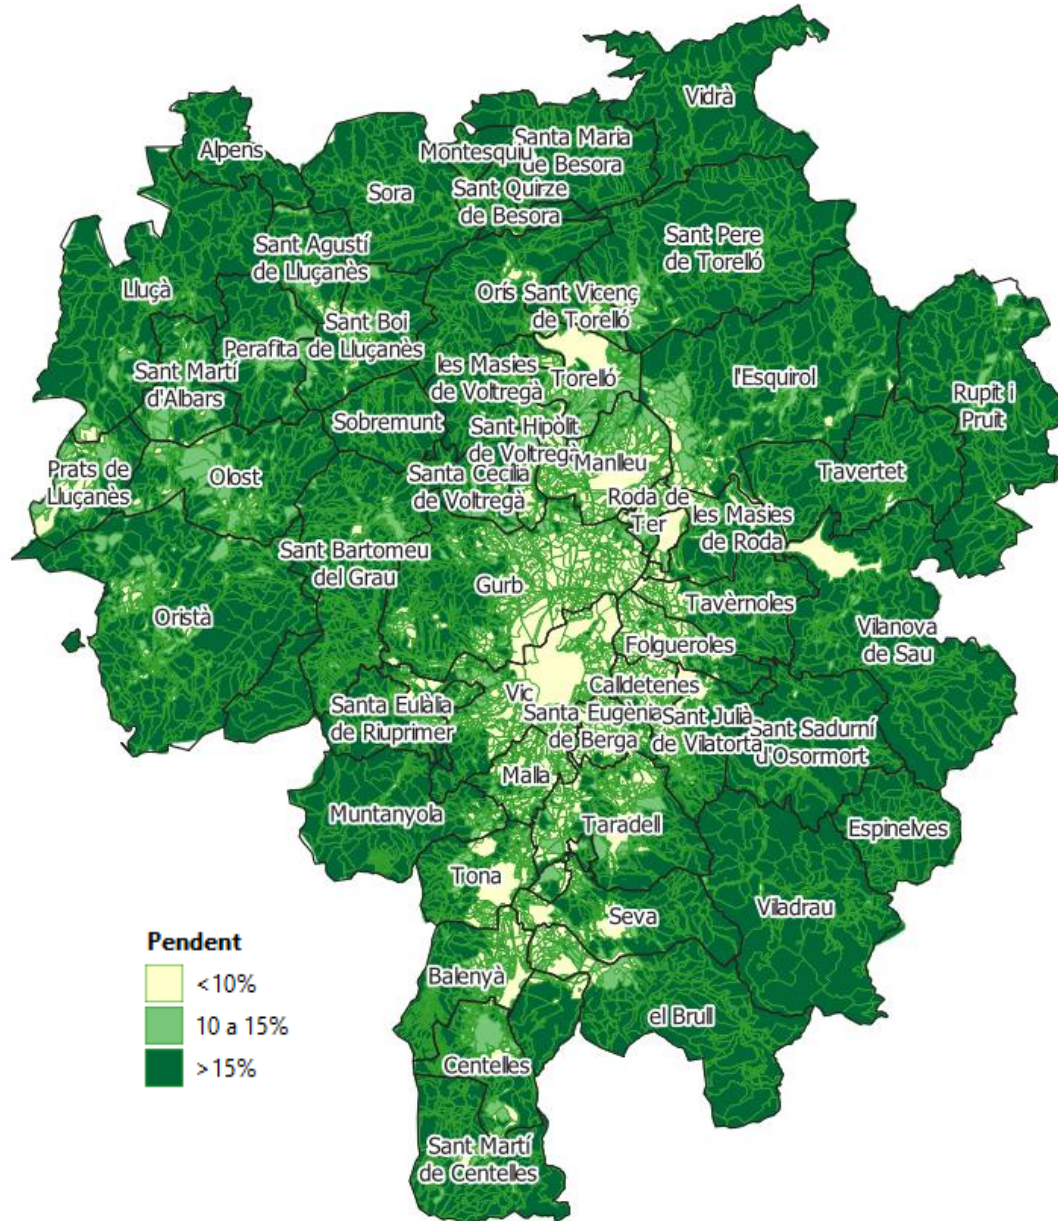 Vidrà
Alpens
Santa Maria
de Besora
Montesquiu
Sora
Sant Quirze
de Besora
Sant Agustí
de Lluçanès
Sant Pere
de Torelló
Lluçà
Orís
Sant Vicenç
de Torelló
Sant Boi
de Lluçanès
Perafita
les Masies
de Voltregà
Torelló
l'Esquirol
Sant Martí
d'Albars
Rupit i
Pruit
Sobremunt
Sant Hipòlit
de Voltregà
Manlleu
Prats de
Lluçanès
Olost
Santa Cecília
de Voltregà
Tavertet
Roda de
Ter
les Masies
de Roda
Sant Bartomeu
del Grau
Gurb
Oristà
Tavèrnoles
Vilanova
de Sau
Folgueroles
Calldetenes
Vic
Santa Eulàlia
de Riuprimer
Santa Eugènia
de Berga
Sant Julià
de Vilatorta
Sant Sadurní
d'Osormort
Malla
Muntanyola
Taradell
Espinelves
Tona
Viladrau
Seva
Balenyà
el Brull
Centelles
Sant Martí
de Centelles
Pendent
<10%
10 a 15%
>15%